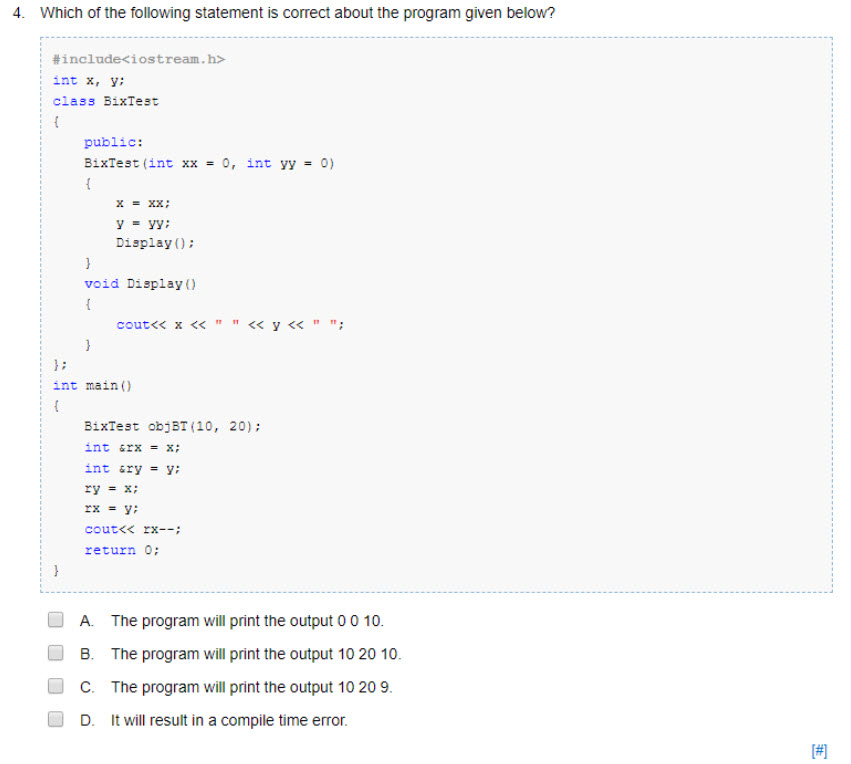 4. Which of the following statement is correct about the program given below?
#include<iostream.h>
int x, y;
class BixTest
{
public:
BixTest(int xx = 0, int yy = 0)
{
x = xx;
y = yy;
Display();
}
void Display()
{
cout<< x << " " << y << " ";
}
};
int main()
{
BixTest objBT(10, 20);
int &rx = x;
int &ry = y;
ry = x;
rx = y;
cout<< rx--;
return 0;
}
A. The program will print the output 0 0 10.
B. The program will print the output 10 20 10.
C. The program will print the output 10 20 9.
D. It will result in a compile time error.
[#]